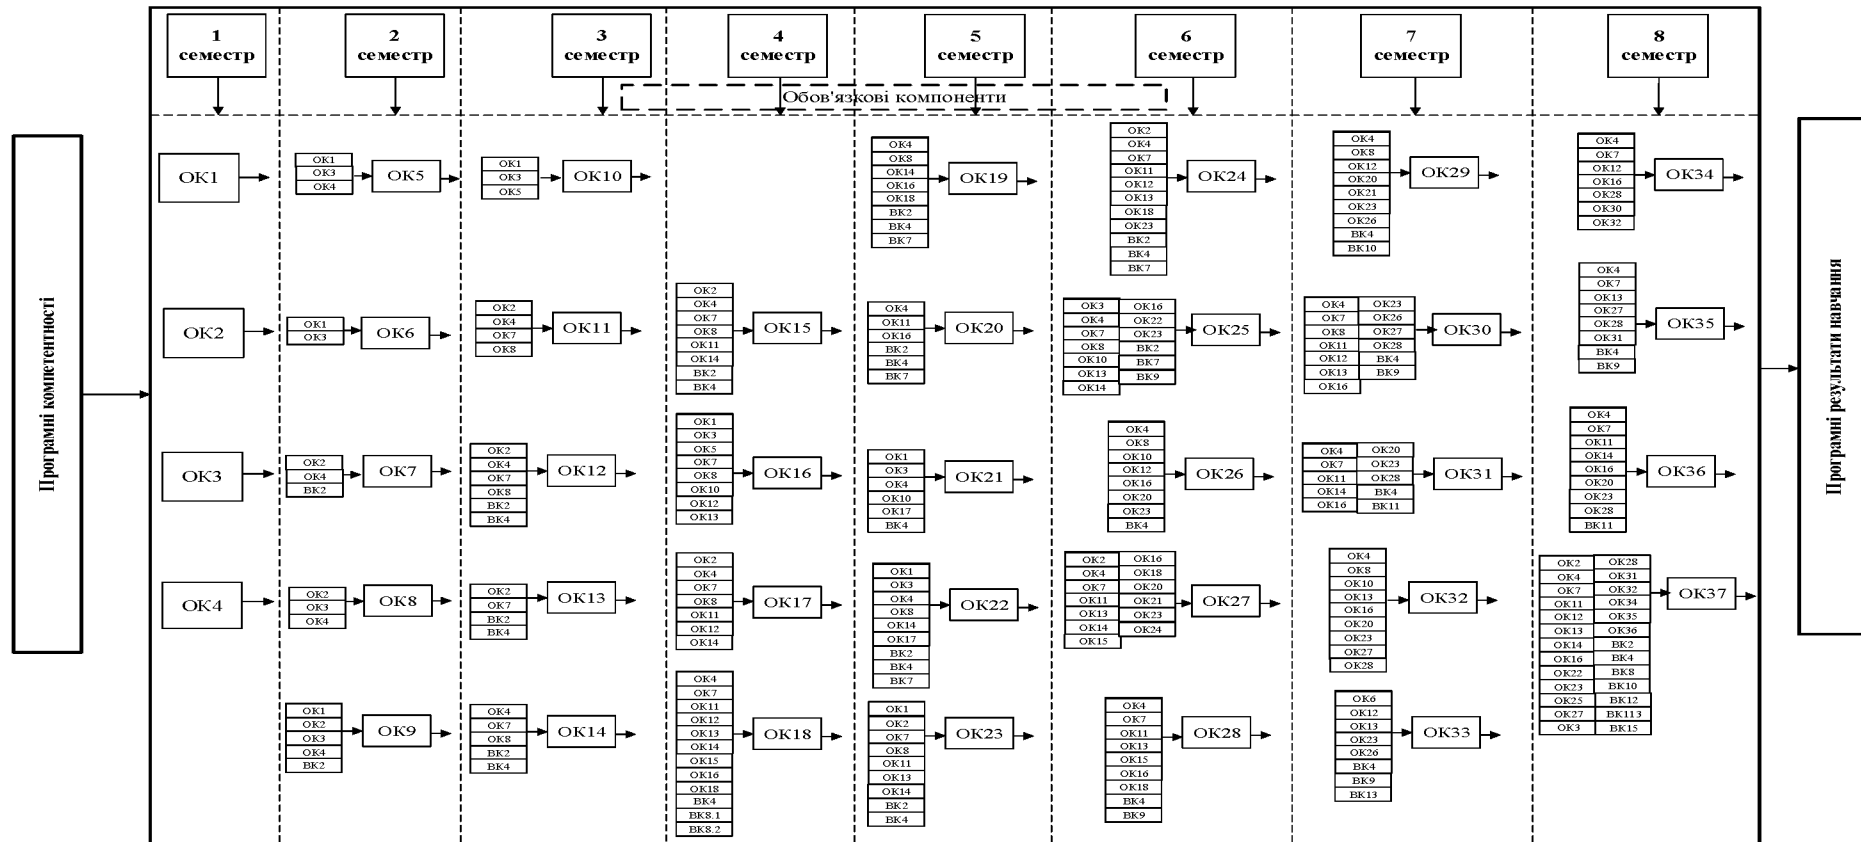 1 семестр
2 семестр
3 семестр
4 семестр
5 семестр
6 семестр
7 семестр
8 семестр
Обов'язкові компоненти
Програмні компетентності
ОК1
ОК2
ОК3
ОК4
ОК1
ОК3
ОК4
ОК5
ОК1
ОК3
ОК6
ОК2
ОК4
ВК2
ОК7
ОК2
ОК3
ОК4
ОК8
ОК1
ОК2
ОК3
ОК4
ВК2
ОК9
ОК1
ОК3
ОК5
ОК10
ОК2
ОК4
ОК7
ОК8
ОК11
ОК2
ОК4
ОК7
ОК8
ВК2
ВК4
ОК12
ОК2
ОК7
ВК2
ВК4
ОК13
ОК4
ОК7
ОК8
ВК2
ВК4
ОК14
ОК2
ОК4
ОК7
ОК8
ОК11
ОК14
ВК2
ВК4
ОК15
ОК1
ОК3
ОК5
ОК7
ОК8
ОК10
ОК12
ОК13
ОК16
ОК2
ОК4
ОК7
ОК8
ОК11
ОК12
ОК14
ОК17
ОК4
ОК7
ОК11
ОК12
ОК13
ОК14
ОК15
ОК16
ОК18
ВК4
ВК8.1
ВК8.2
ОК18
ОК4
ОК8
ОК14
ОК16
ОК18
ВК2
ВК4
ВК7
ОК19
ОК4
ОК11
ОК16
ВК2
ВК4
ВК7
ОК20
ОК1
ОК3
ОК4
ОК10
ОК17
ВК4
ОК21
ОК1
ОК3
ОК4
ОК8
ОК14
ОК17
ВК2
ВК4
ВК7
ОК22
ОК1
ОК2
ОК7
ОК8
ОК11
ОК13
ОК14
ВК2
ВК4
ОК23
ОК2
ОК4
ОК7
ОК11
ОК12
ОК13
ОК18
ОК23
ВК2
ВК4
ВК7
ОК24
ОК3
ОК4
ОК7
ОК8
ОК10
ОК13
ОК14
ОК16
ОК22
ОК23
ВК2
ВК7
ВК9
ОК25
ОК4
ОК8
ОК10
ОК12
ОК16
ОК20
ОК23
ВК4
ОК26
ОК2
ОК4
ОК7
ОК11
ОК13
ОК14
ОК15
ОК16
ОК18
ОК20
ОК21
ОК23
ОК24
ОК27
ОК4
ОК7
ОК11
ОК13
ОК15
ОК16
ОК18
ВК4
ВК9
ОК28
ОК4
ОК8
ОК12
ОК20
ОК21
ОК23
ОК26
ВК4
ВК10
ОК29
ОК4
ОК7
ОК8
ОК11
ОК12
ОК13
ОК16
ОК23
ОК26
ОК27
ОК28
ВК4
ВК9
ОК30
ОК4
ОК7
ОК11
ОК14
ОК16
ОК20
ОК23
ОК28
ВК4
ВК11
ОК31
ОК4
ОК8
ОК10
ОК13
ОК16
ОК20
ОК23
ОК27
ОК28
ОК32
ОК6
ОК12
ОК13
ОК23
ОК26
ВК4
ВК9
ВК13
ОК33
ОК4
ОК7
ОК12
ОК16
ОК28
ОК30
ОК32
ОК34
ОК4
ОК7
ОК13
ОК27
ОК28
ОК31
ВК4
ВК9
ОК35
ОК4
ОК7
ОК11
ОК14
ОК16
ОК20
ОК23
ОК28
ВК11
ОК36
ОК2
ОК4
ОК7
ОК11
ОК12
ОК13
ОК14
ОК16
ОК22
ОК23
ОК25
ОК27
ОК3
ОК28
ОК31
ОК32
ОК34
ОК35
ОК36
ВК2
ВК4
ВК8
ВК10
ВК12
ВК113
ВК15
ОК37
Програмні результати навчання